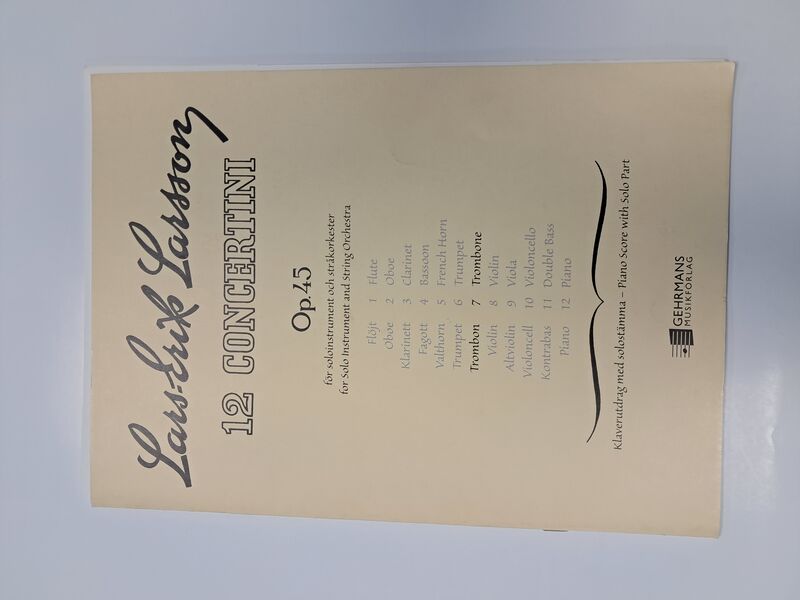 Lars-Erik Larsson
12 CONCERTINI
Op. 45
för soloinstrument och stråkorkester
for Solo Instrument and String Orchestra
Flöjt 1 Flute
Oboe 2 Oboe
Klarinett 3 Clarinet
Fagott 4 Bassoon
Valthorn 5 French Horn
Trumpet 6 Trumpet
Trombon 7 Trombone
Violin 8 Violin
Altviolin 9 Viola
Violoncell 10 Violoncello
Kontrabas 11 Double Bass
Piano 12 Piano
Klaverutdrag med solostämma – Piano Score with Solo Part
GEHRMANS
MUSIKFÖRLAG